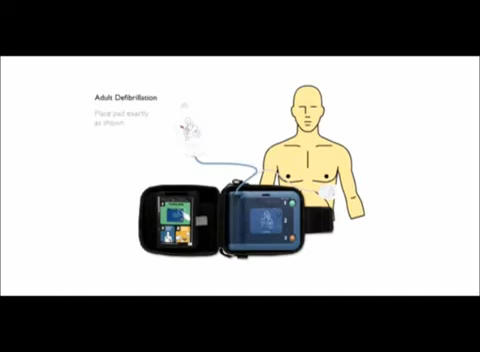 Adult Defibrillation
Place pad exactly
as shown